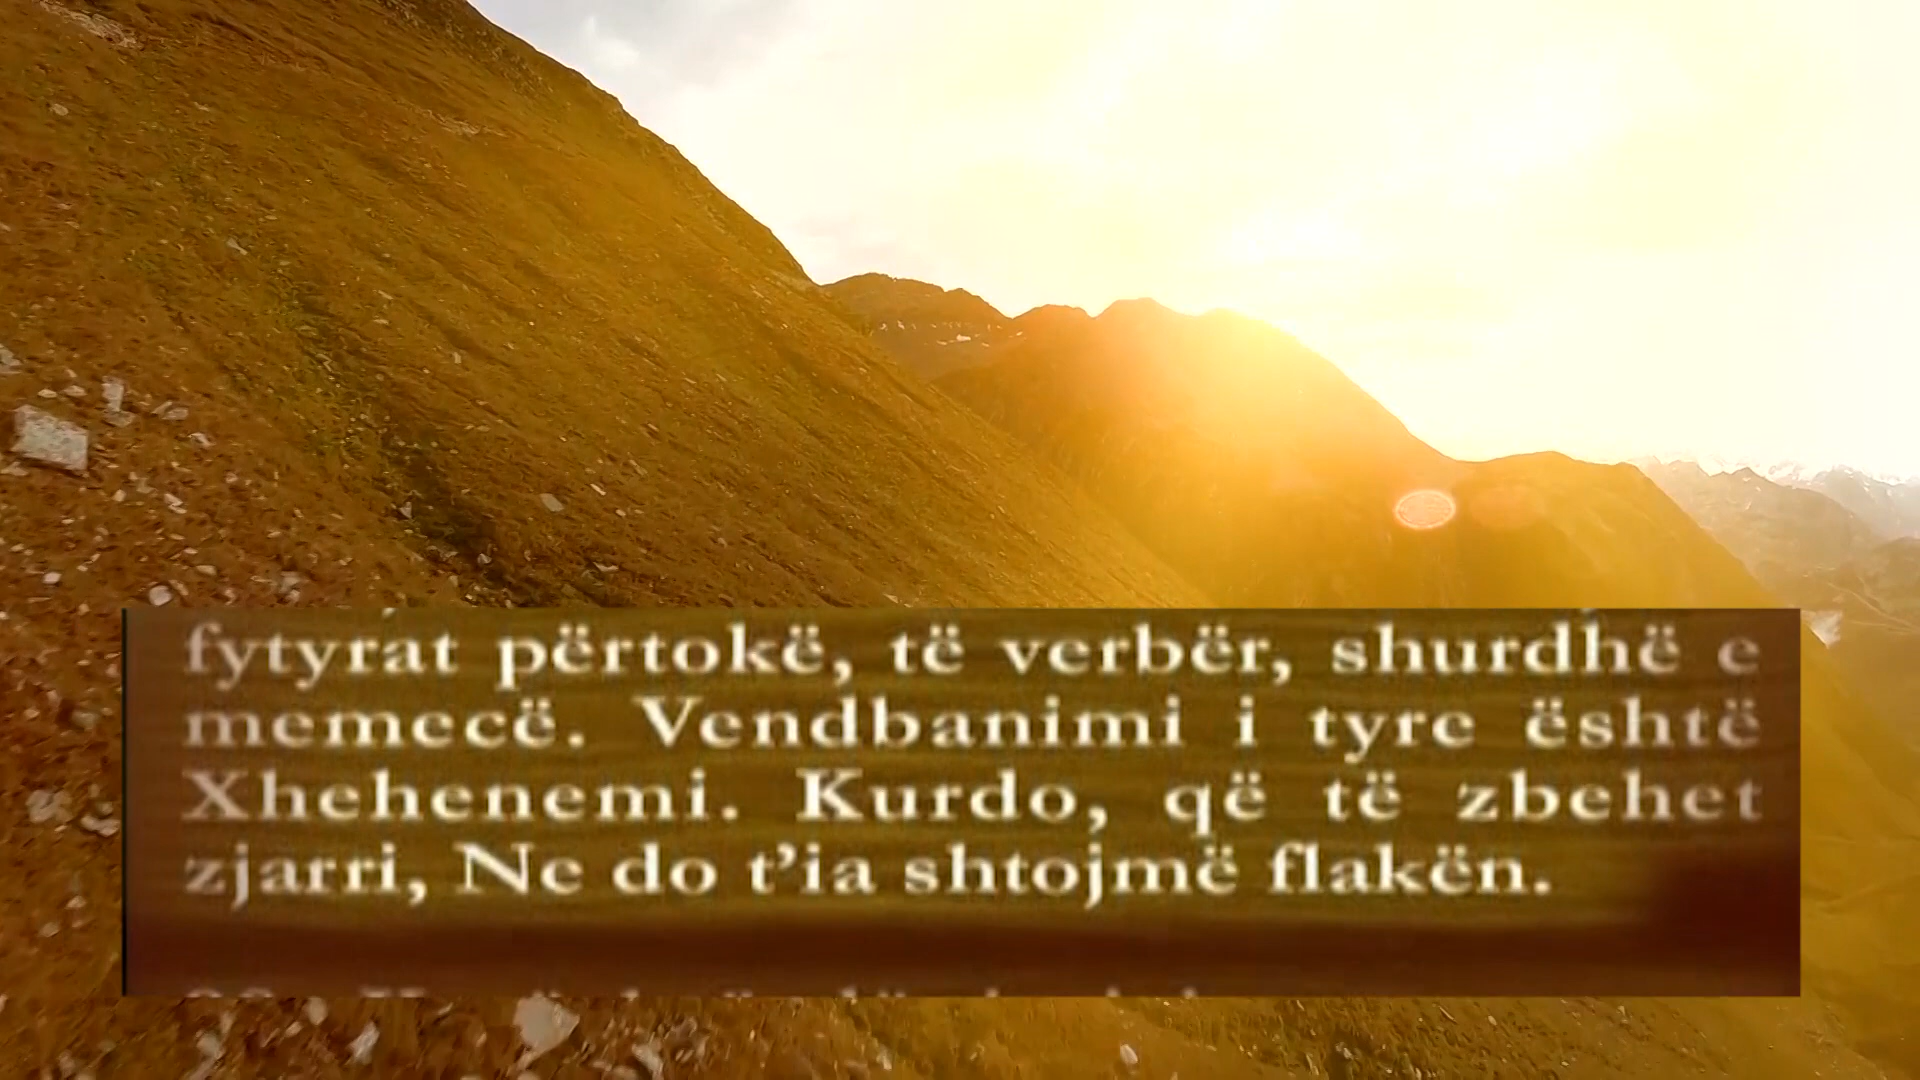 fytyrat përtokë, të verbër, shurdhë e
memecë. Vendbanimi i tyre është
Xhehenemi. Kurdo, që të zbehet
zjarri, Ne do t’ia shtojmë flakën.